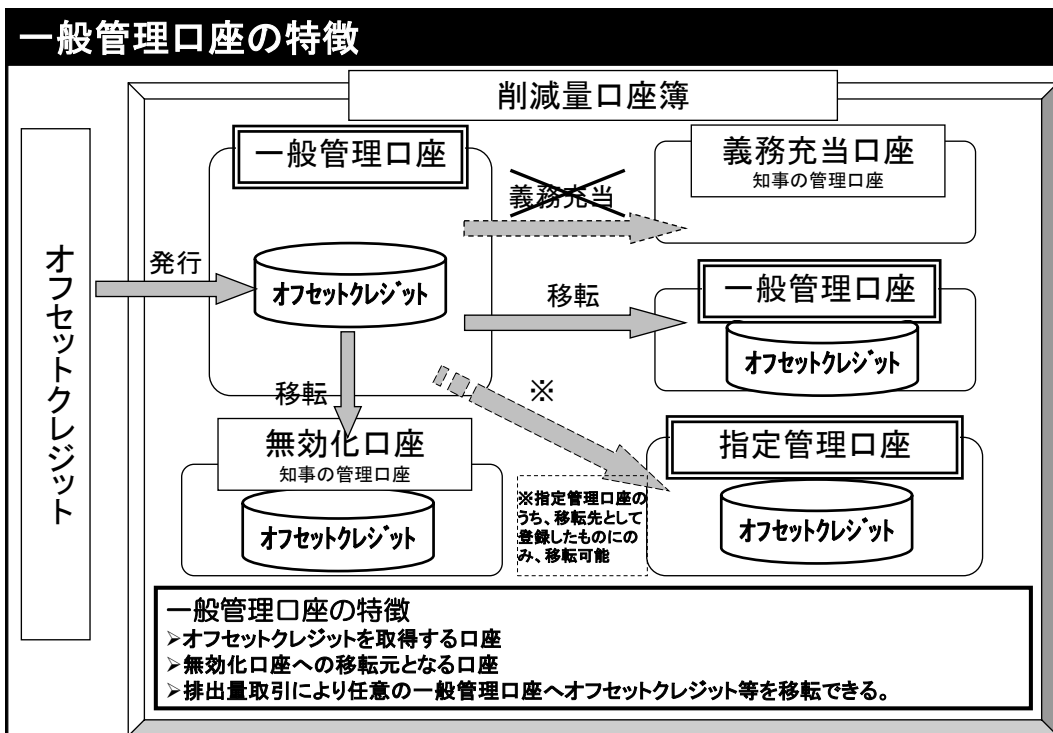 一般管理口座の特徴
削減量口座簿
オフセットクレジット
発行
一般管理口座
オフセットクレジット
義務充当
義務充当口座
知事の管理口座
移転
一般管理口座
オフセットクレジット
移転
無効化口座
知事の管理口座
オフセットクレジット
※
指定管理口座
オフセットクレジット
※指定管理口座の
うち、移転先として
登録したものにの
み、移転可能
一般管理口座の特徴
➢オフセットクレジットを取得する口座
➢無効化口座への移転元となる口座
➢排出量取引により任意の一般管理口座へオフセットクレジット等を移転できる。